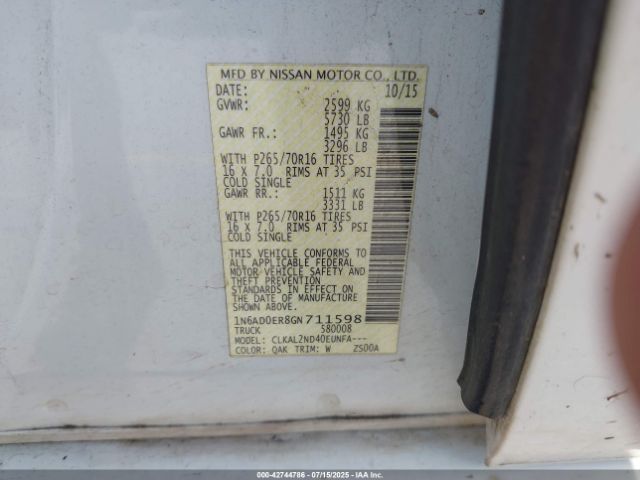 MFD BY NISSAN MOTOR CO., LTD.
DATE: 10/15
GVWR: 2599 KG
5730 LB
GAWR FR.: 1495 KG
3296 LB
WITH P265/70R16 TIRES
16 X 7.0 RIMS AT 35 PSI
COLD SINGLE
GAWR RR.: 1511 KG
3331 LB
WITH P265/70R16 TIRES
16 X 7.0 RIMS AT 35 PSI
COLD SINGLE
THIS VEHICLE CONFORMS TO
ALL APPLICABLE FEDERAL
MOTOR VEHICLE SAFETY AND
THEFT PREVENTION
STANDARDS IN EFFECT ON
THE DATE OF MANUFACTURE
SHOWN ABOVE.
1N6AD0ER8GN711598
TRUCK 580008
MODEL: CLKAL2ND40EUNFA---
COLOR: QAK TRIM: W ZS00A
000-42744786 - 07/15/2025 - IAAI.COM